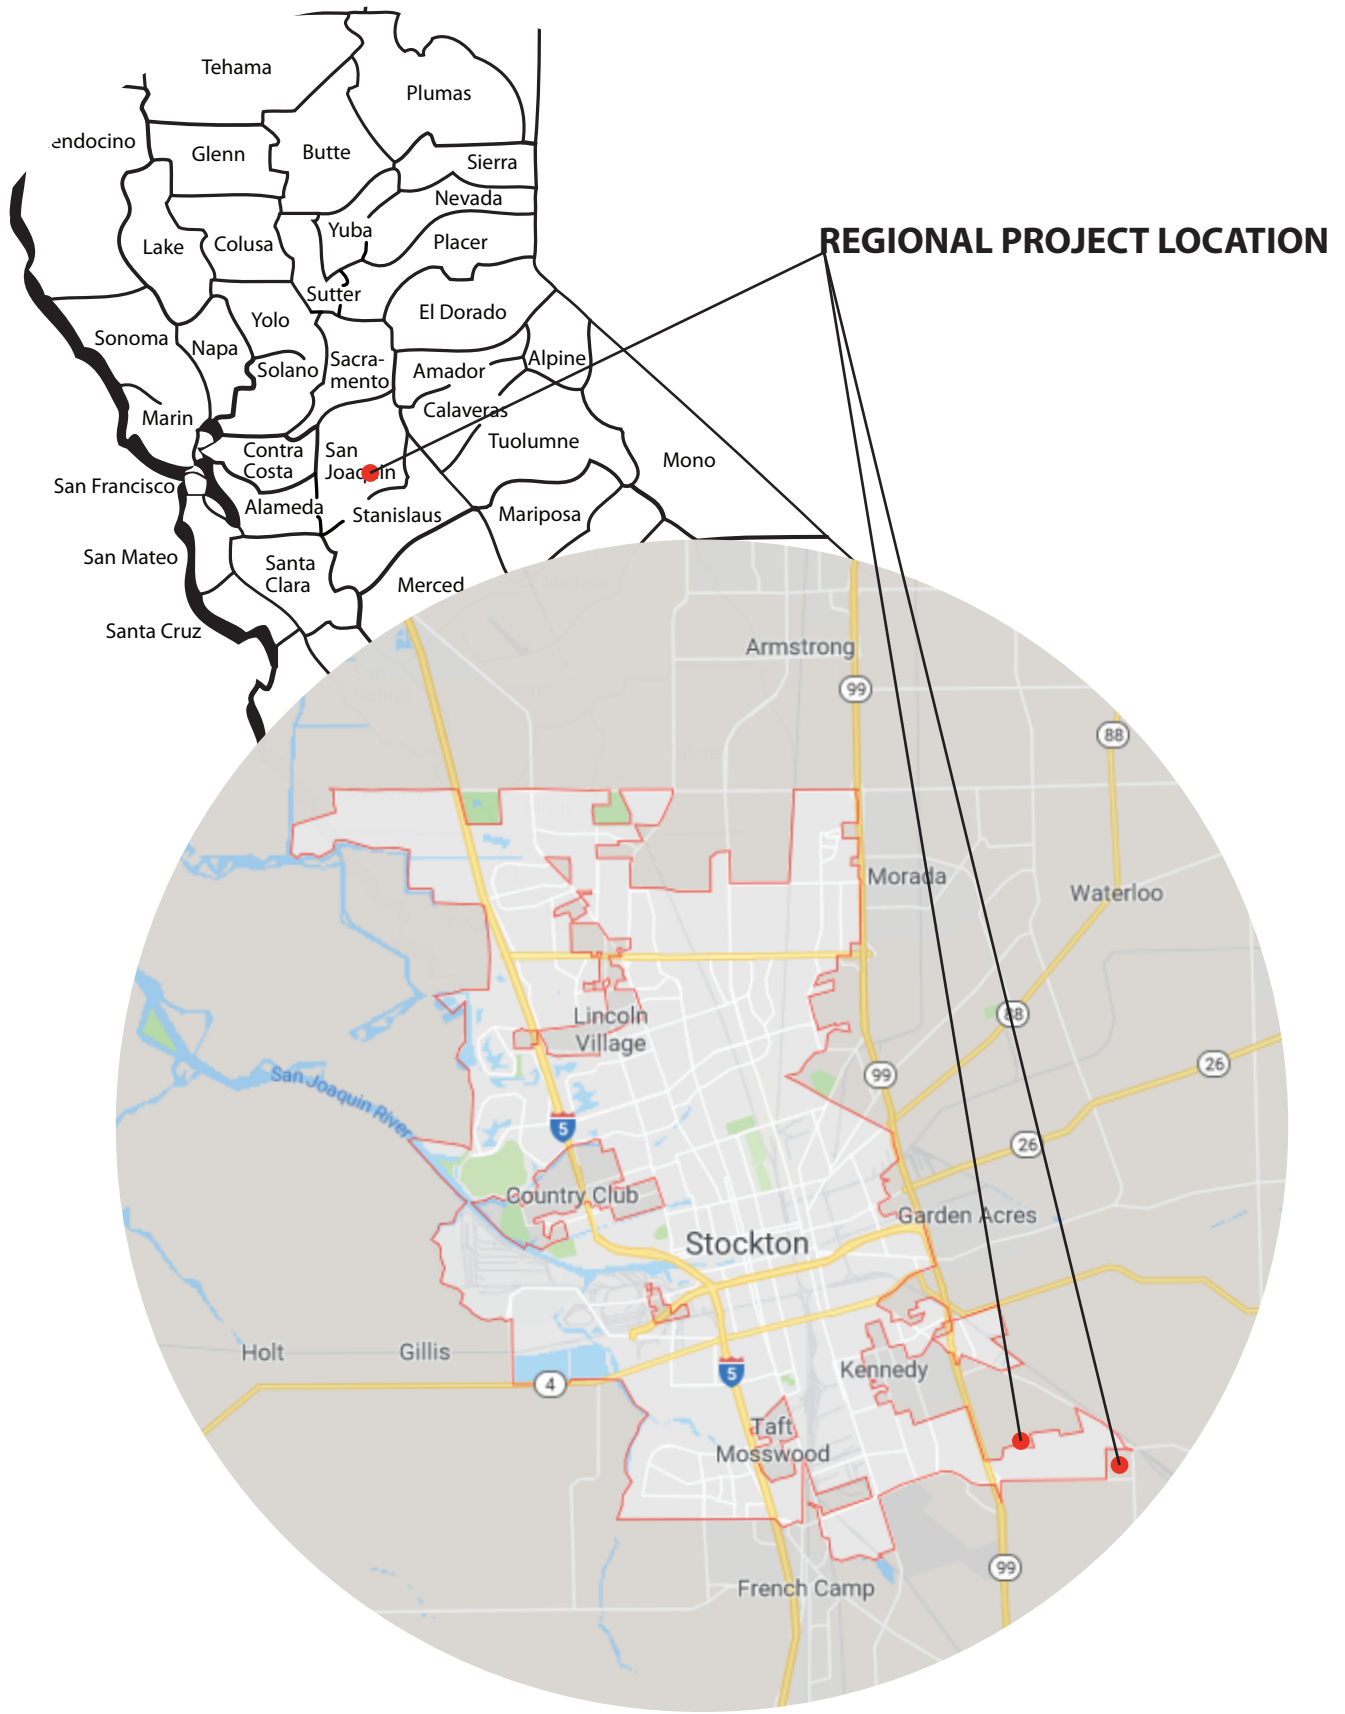 Tehama
Plumas
endocino
Glenn
Butte
Sierra
Nevada
Yuba
Lake
Colusa
Placer
REGIONAL PROJECT LOCATION
Sutter
El Dorado
Yolo
Sonoma
Napa
Solano
Sacra-
mento
Amador
Alpine
Calaveras
Marin
Contra
Costa
San
Joaquin
Tuolumne
Mono
San Francisco
Alameda
Stanislaus
Mariposa
San Mateo
Santa
Clara
Merced
Santa Cruz
Armstrong
99
88
Morada
Waterloo
Lincoln
Village
88
99
26
San Joaquin River
5
26
Country Club
Garden Acres
Stockton
Holt
Gillis
4
5
Kennedy
Taft
Mosswood
99
French Camp